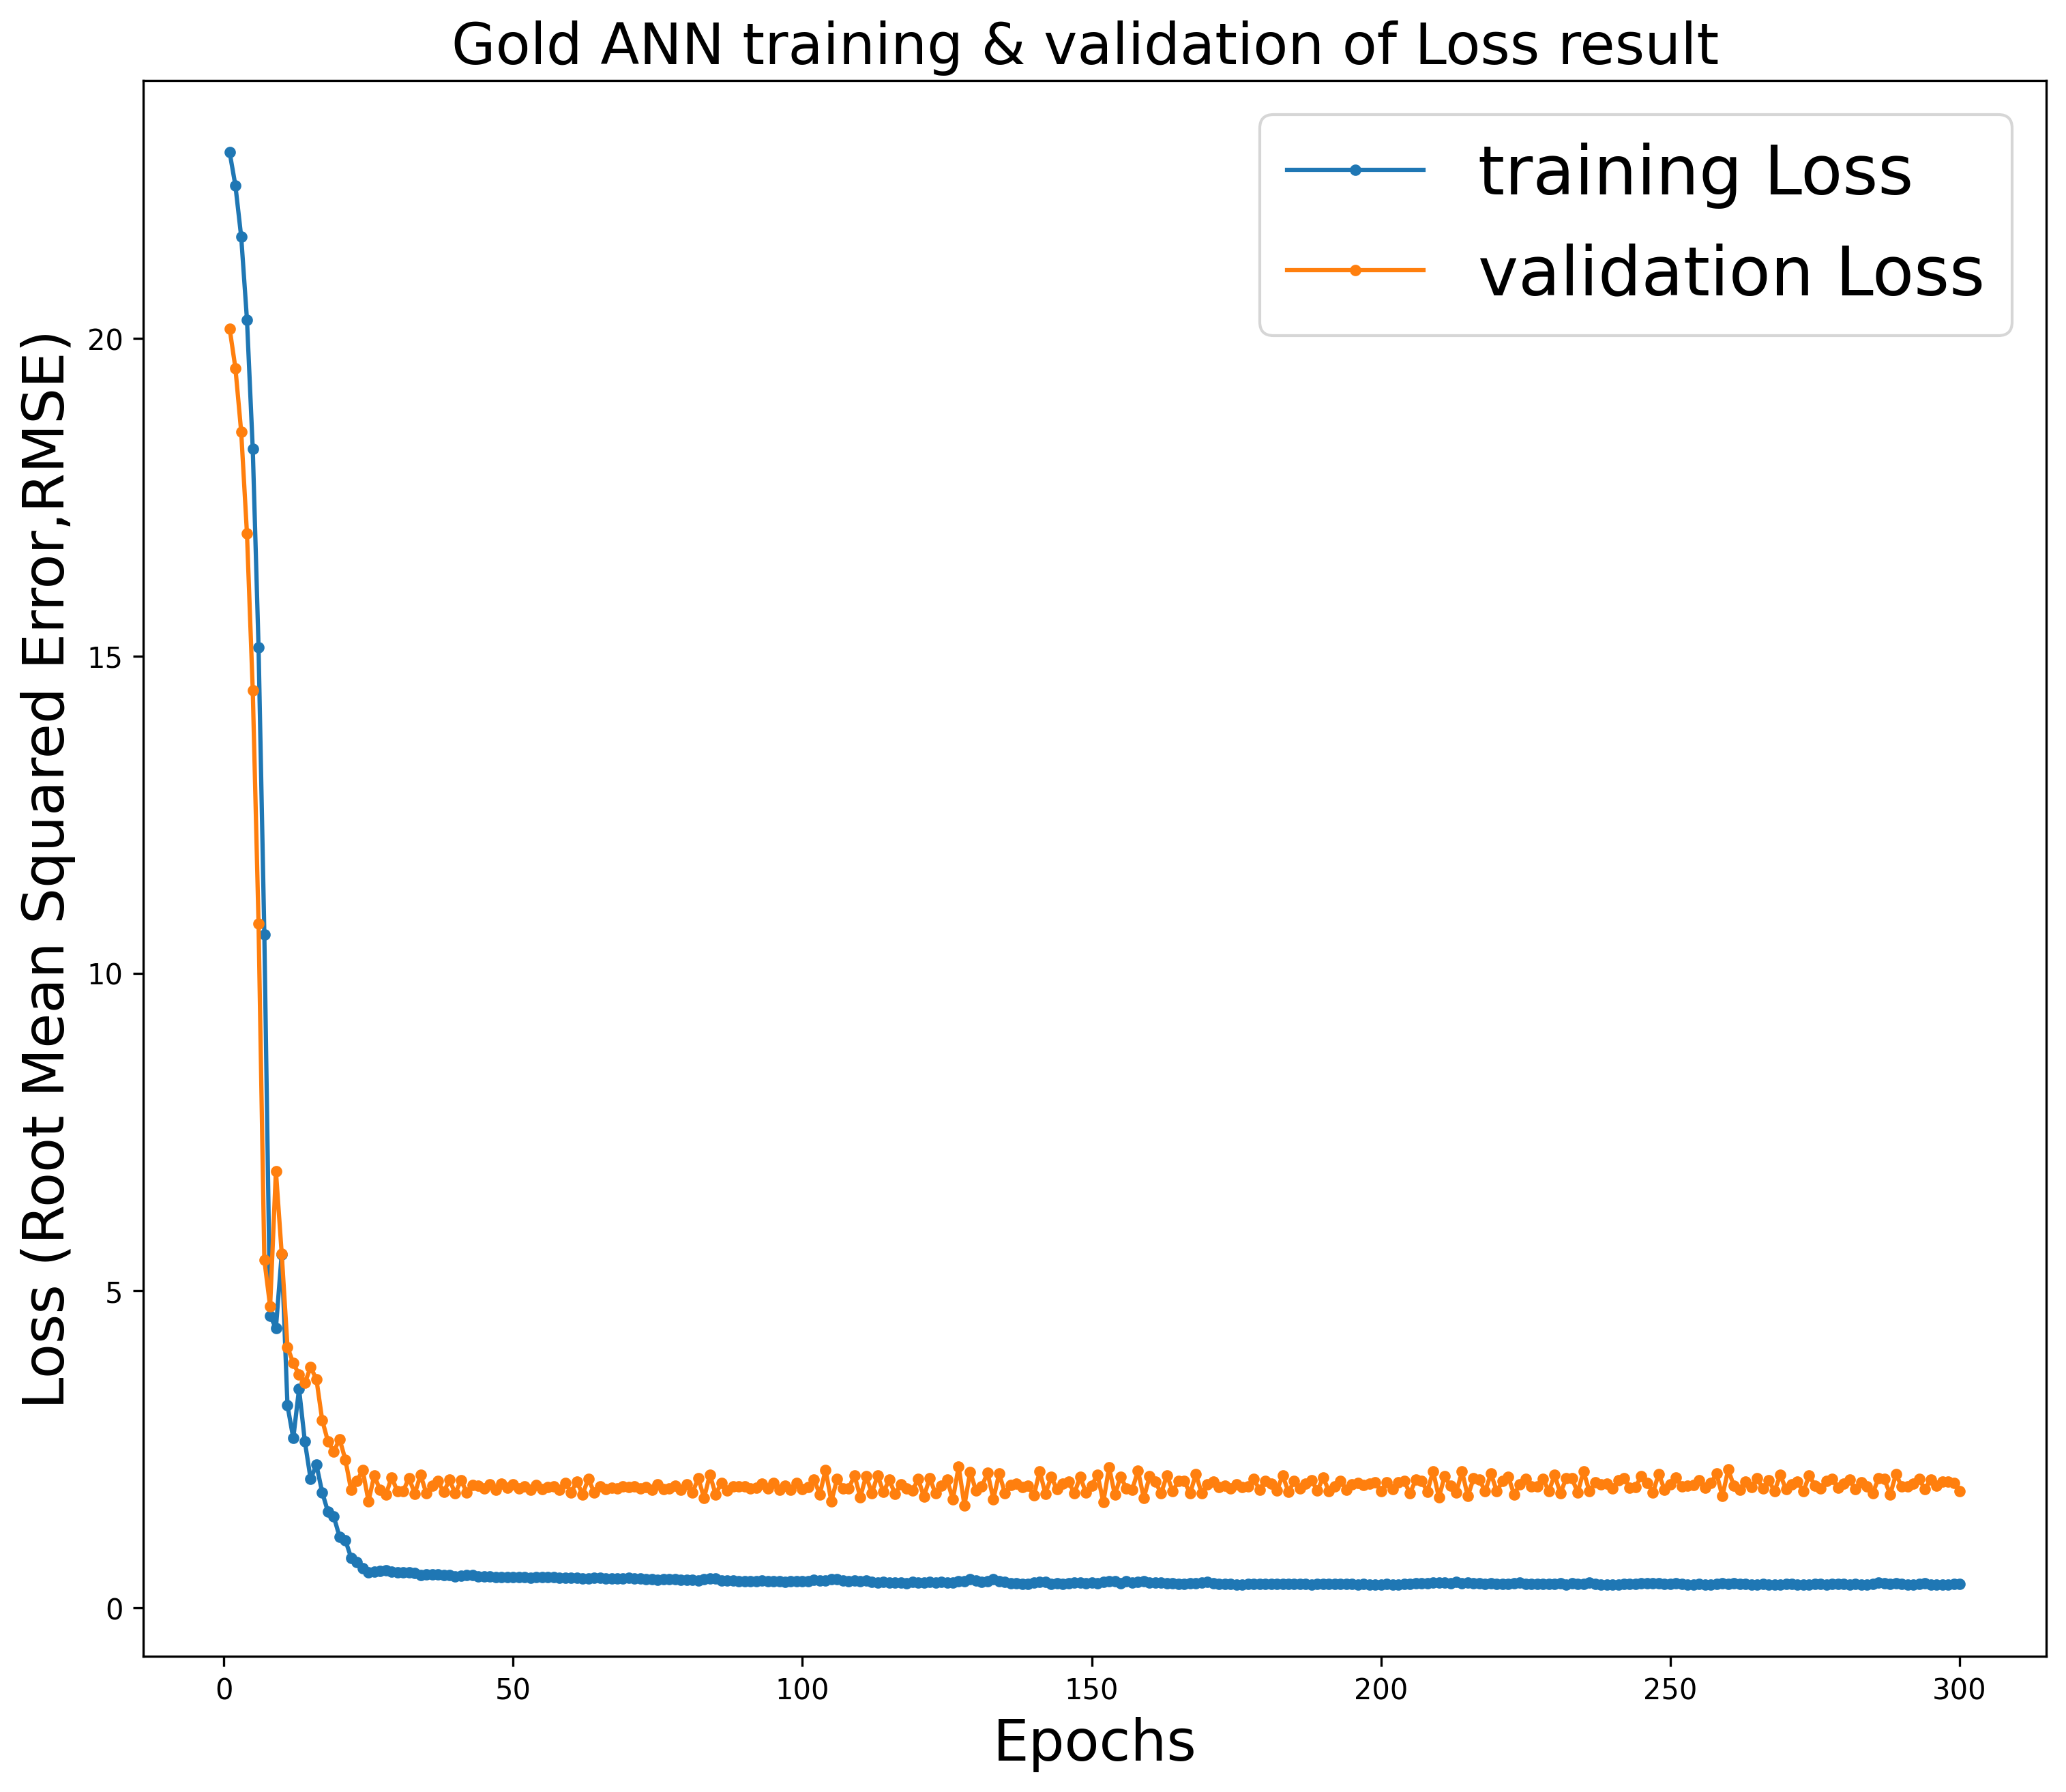 Gold ANN training & validation of Loss result
training Loss
validation Loss
Loss (Root Mean Squared Error,RMSE)
20
15
10
5
0
0 50 100 150 200 250 300
Epochs